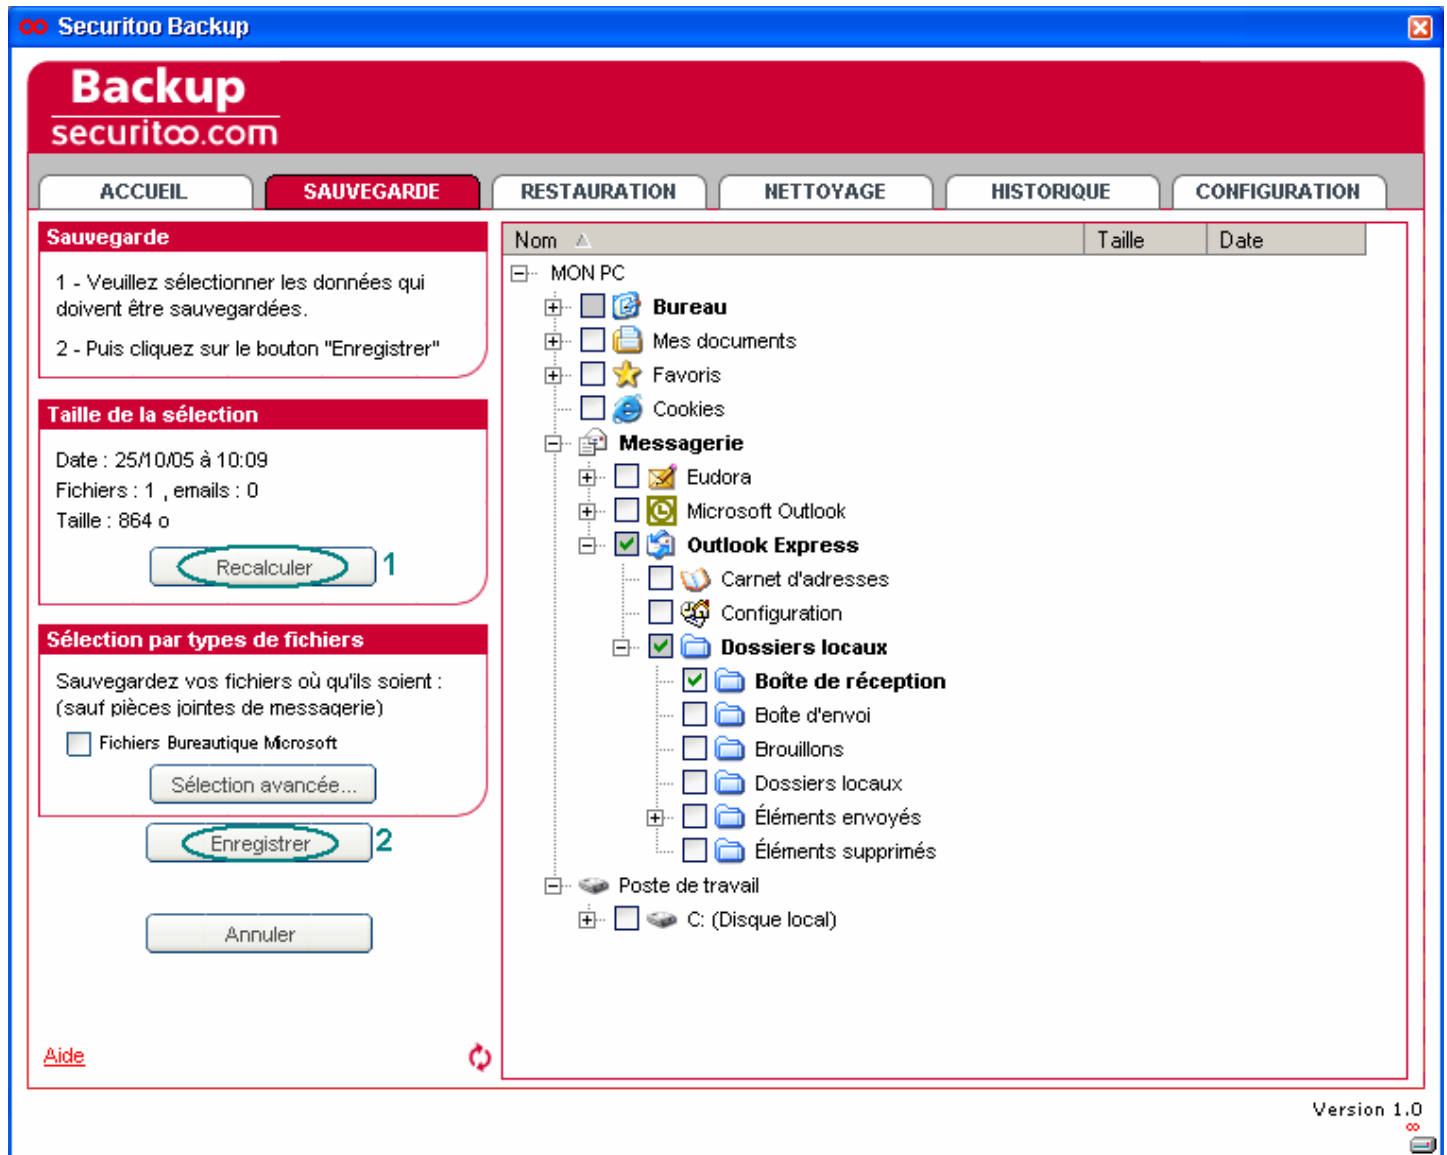 Securitoo Backup
Backup
securitoo.com
ACCUEIL
SAUVEGARDE
RESTAURATION
NETTOYAGE
HISTORIQUE
CONFIGURATION
Sauvegarde
1 - Veuillez sélectionner les données qui
doivent être sauvegardées.
2 - Puis cliquez sur le bouton "Enregistrer"
Taille de la sélection
Date : 25/10/05 à 10:09
Fichiers : 1 , emails : 0
Taille : 864 o
Recalculer 1
Sélection par types de fichiers
Sauvegardez vos fichiers où qu'ils soient :
(sauf pièces jointes de messagerie)
Fichiers Bureautique Microsoft
Sélection avancée...
Enregistrer 2
Annuler
Aide
Nom Taille Date
MON PC
Bureau
Mes documents
Favoris
Cookies
Messagerie
Eudora
Microsoft Outlook
Outlook Express
Carnet d'adresses
Configuration
Dossiers locaux
Boîte de réception
Boîte d'envoi
Brouillons
Dossiers locaux
Éléments envoyés
Éléments supprimés
Poste de travail
C: (Disque local)
Version 1.0